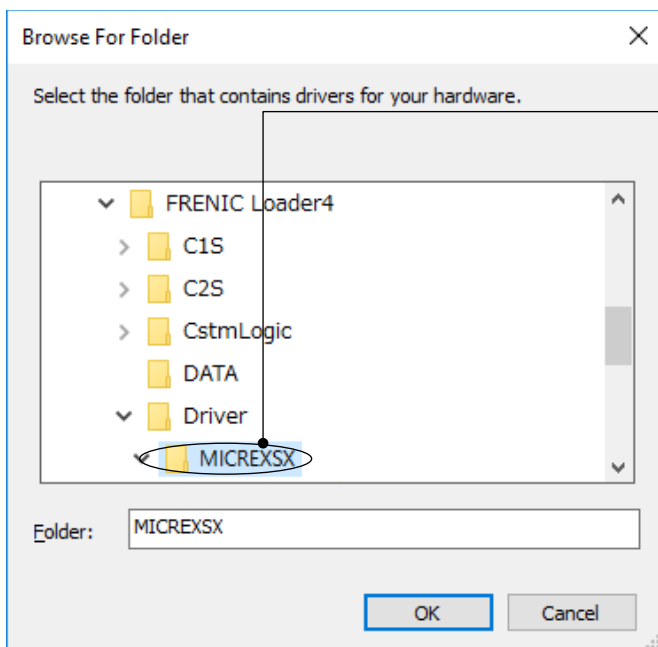 Browse For Folder
Select the folder that contains drivers for your hardware.
FRENIC Loader4
C1S
C2S
CstmLogic
DATA
Driver
MICREXSX
Folder: MICREXSX
OK Cancel